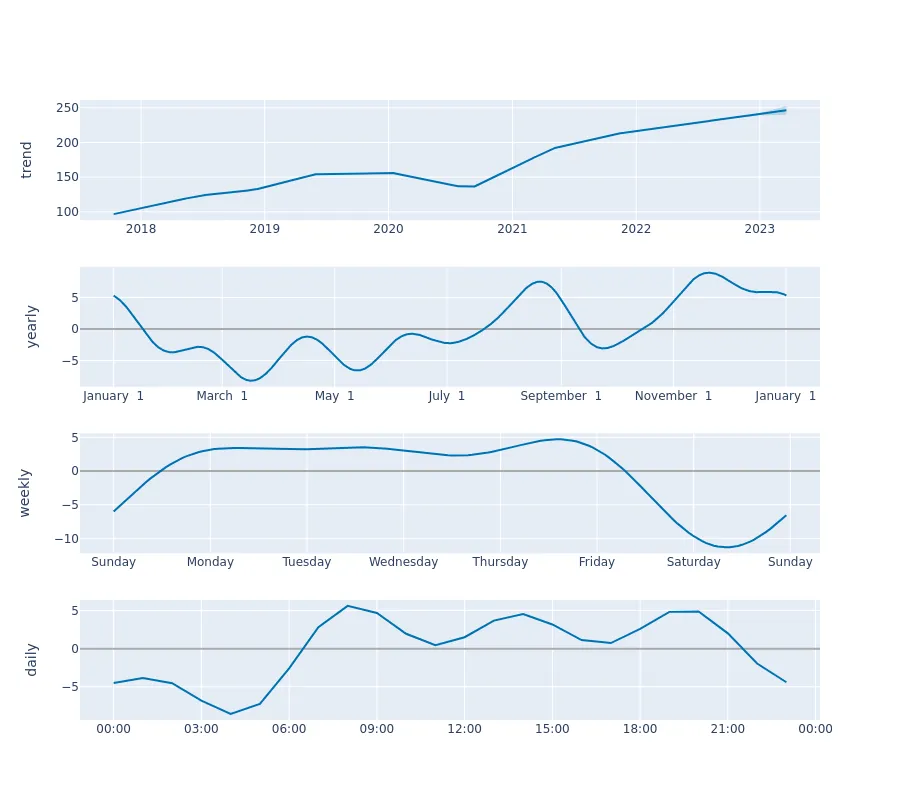 trend
250
200
150
100
2018 2019 2020 2021 2022 2023
yearly
5
0
−5
January 1 March 1 May 1 July 1 September 1 November 1 January 1
weekly
5
0
−5
−10
Sunday Monday Tuesday Wednesday Thursday Friday Saturday Sunday
daily
5
0
−5
00:00 03:00 06:00 09:00 12:00 15:00 18:00 21:00 00:00